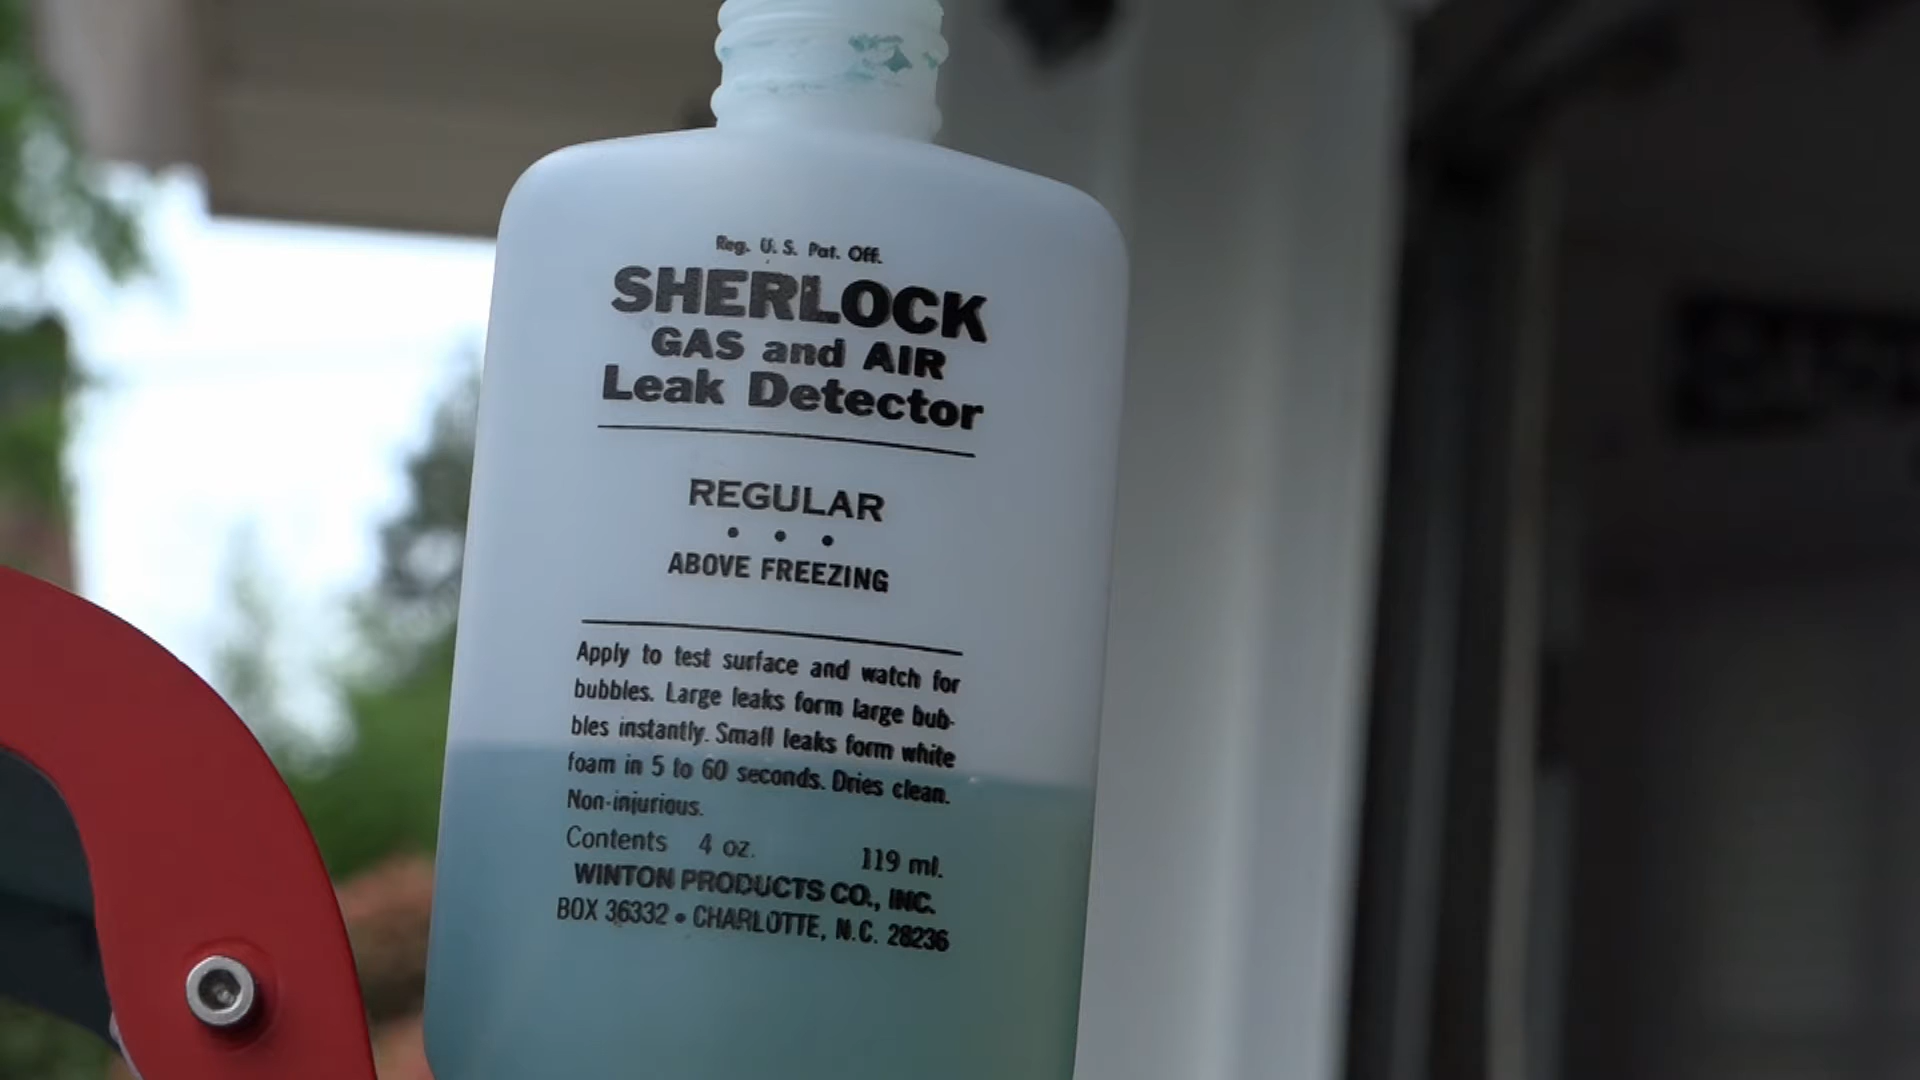 Reg. U. S. Pat. Off.
SHERLOCK
GAS and AIR
Leak Detector
REGULAR
• • •
ABOVE FREEZING
Apply to test surface and watch for
bubbles. Large leaks form large bub-
bles instantly. Small leaks form white
foam in 5 to 60 seconds. Dries clean.
Non-injurious.
Contents 4 oz. 119 ml.
WINTON PRODUCTS CO., INC.
BOX 36332 • CHARLOTTE, N.C. 28236